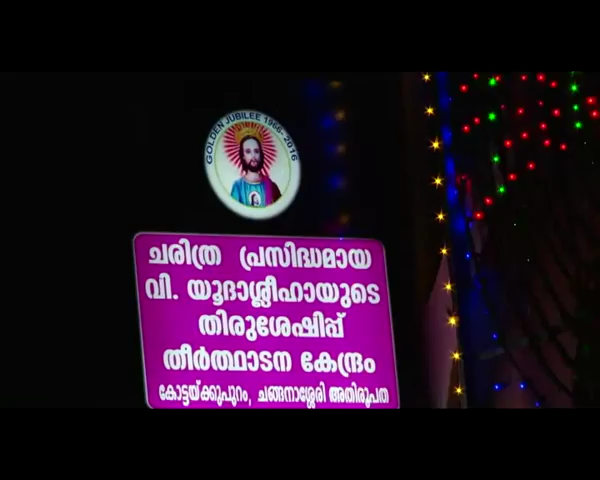 GOLDEN JUBILEE 1966-2016
ചരിത്ര പ്രസിദ്ധമായ
വി. യൂദാശ്ലീഹായുടെ
തിരുശേഷിപ്പ്
തീർത്ഥാടന കേന്ദ്രം
കോട്ടയ്ക്കുപുറം, ചങ്ങനാശ്ശേരി അതിരൂപത